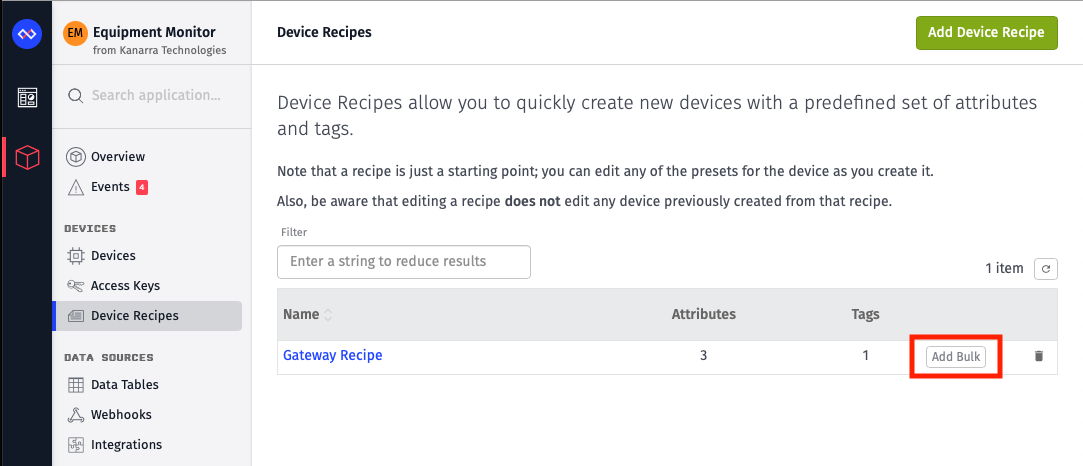 EM Equipment Monitor
from Kanarra Technologies
Search application...
Overview
Events 4
DEVICES
Devices
Access Keys
Device Recipes
DATA SOURCES
Data Tables
Webhooks
Integrations
Device Recipes
Add Device Recipe
Device Recipes allow you to quickly create new devices with a predefined set of attributes
and tags.
Note that a recipe is just a starting point; you can edit any of the presets for the device as you create it.
Also, be aware that editing a recipe does not edit any device previously created from that recipe.
Filter
Enter a string to reduce results
1 item
Name Attributes Tags
Gateway Recipe 3 1 Add Bulk